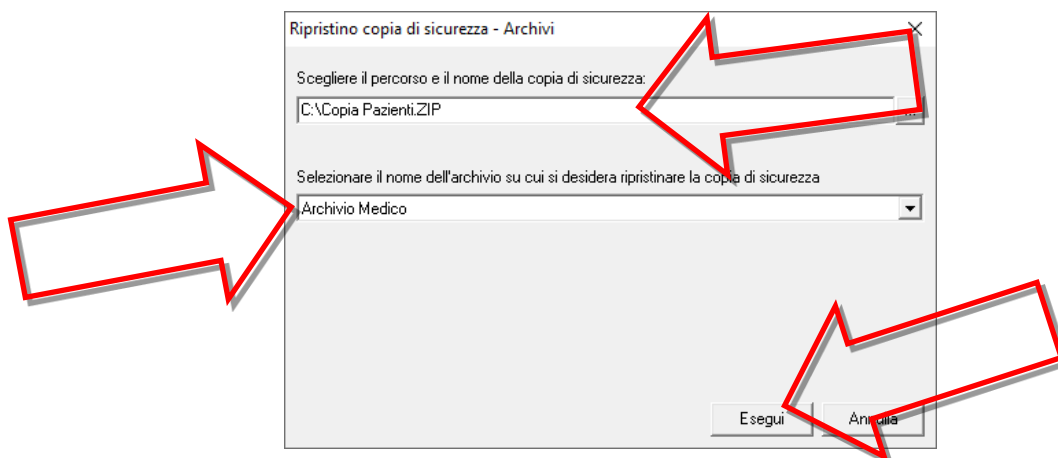 Ripristino copia di sicurezza - Archivi
Scegliere il percorso e il nome della copia di sicurezza:
C:\Copia Pazienti.ZIP
Selezionare il nome dell'archivio su cui si desidera ripristinare la copia di sicurezza
Archivio Medico
Esegui
Annulla